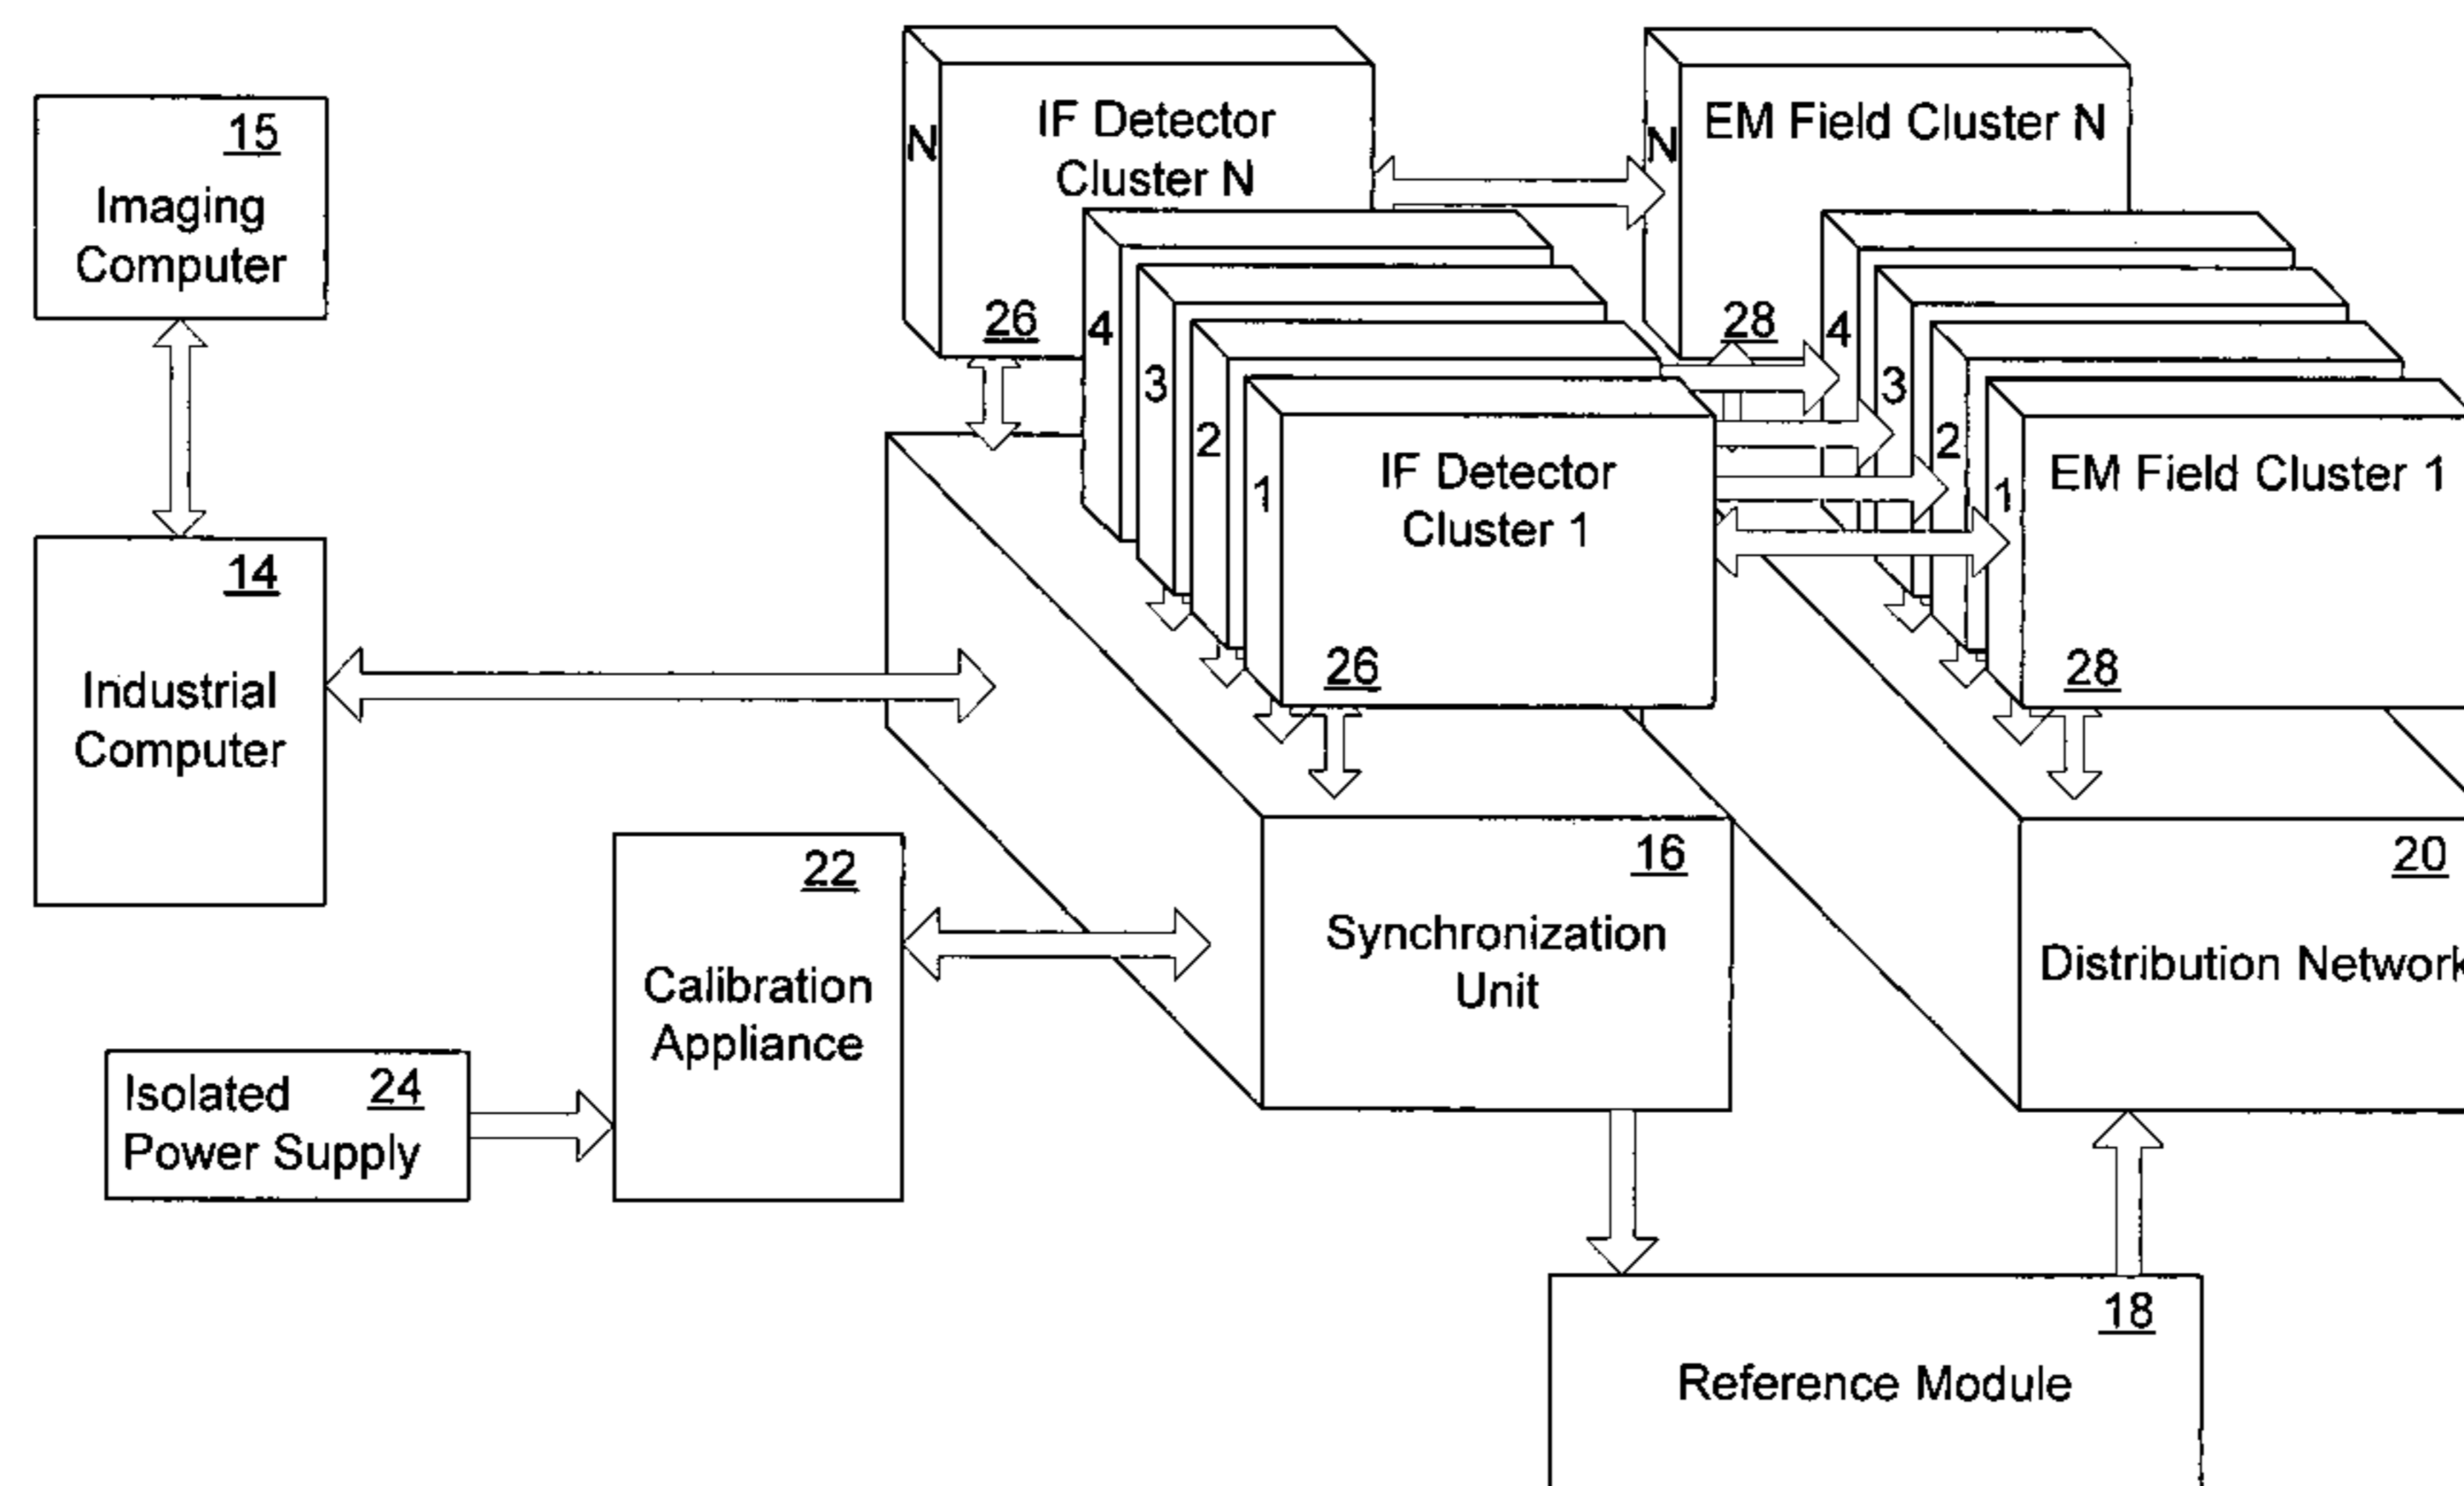 15
Imaging
Computer
N
IF Detector
Cluster N
26
N
EM Field Cluster N
28
4
3
2
1
IF Detector
Cluster 1
26
4
3
2
1
EM Field Cluster 1
28
14
Industrial
Computer
22
Calibration
Appliance
16
Synchronization
Unit
20
Distribution Network
Isolated
24
Power Supply
18
Reference Module